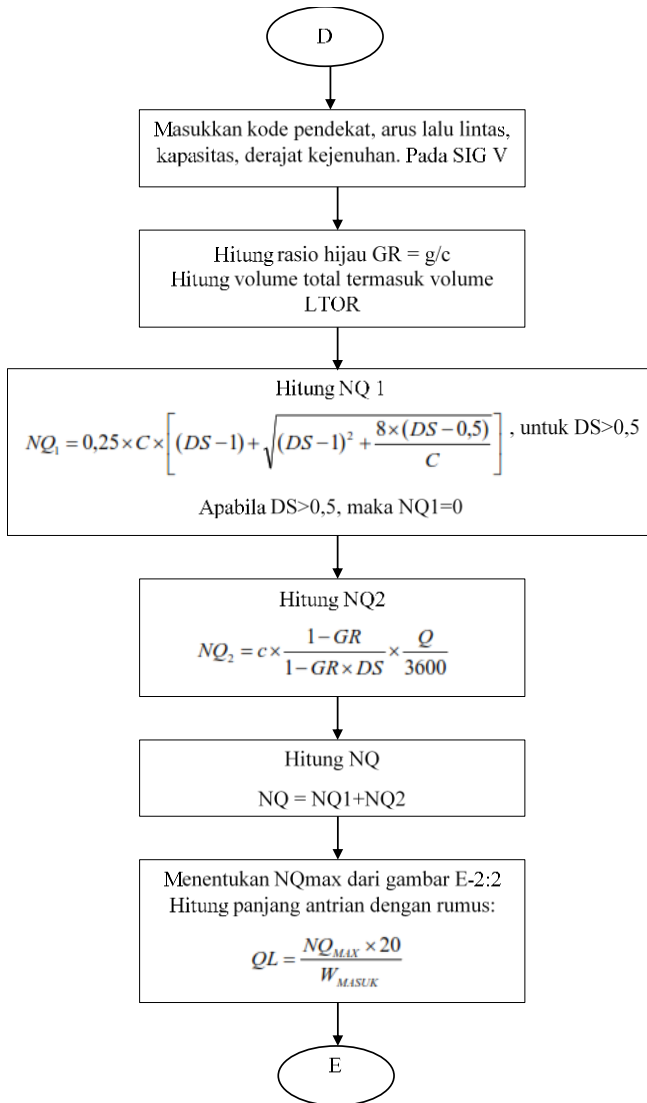 D
Masukkan kode pendekat, arus lalu lintas,
kapasitas, derajat kejenuhan. Pada SIG V
Hitung rasio hijau GR = g/c
Hitung volume total termasuk volume
LTOR
Hitung NQ 1
NQ₁ = 0,25 × C × [(DS − 1) + √((DS − 1)² + (8 × (DS − 0,5))/C)] , untuk DS>0,5
Apabila DS>0,5, maka NQ1=0
Hitung NQ2
NQ₂ = c × (1 − GR)/(1 − GR × DS) × Q/3600
Hitung NQ
NQ = NQ1+NQ2
Menentukan NQmax dari gambar E-2:2
Hitung panjang antrian dengan rumus:
QL = (NQ_MAX × 20)/W_MASUK
E